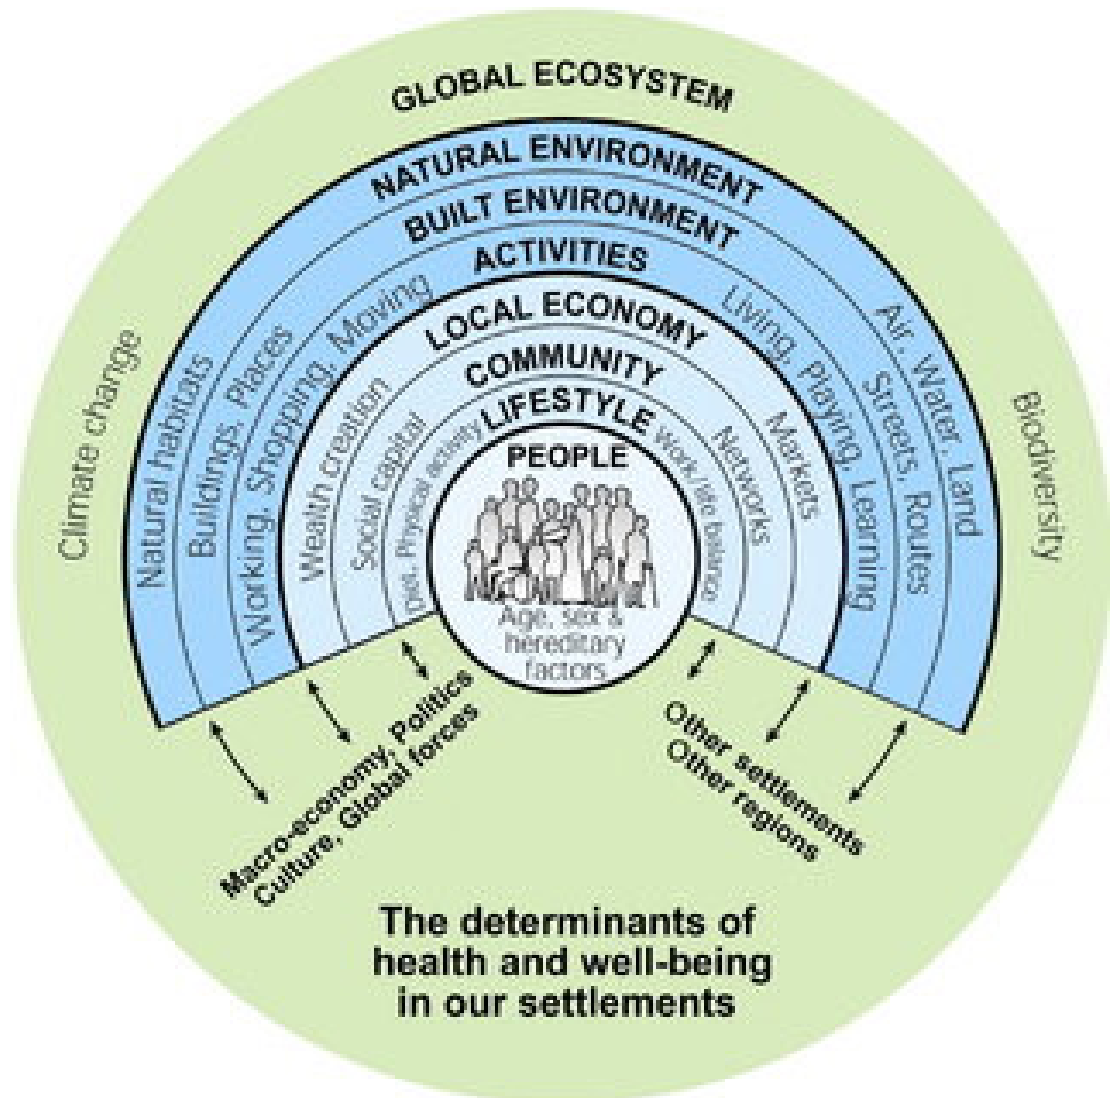 GLOBAL ECOSYSTEM
NATURAL ENVIRONMENT
BUILT ENVIRONMENT
ACTIVITIES
LOCAL ECONOMY
COMMUNITY
LIFESTYLE
PEOPLE
Age, sex &
hereditary
factors
Climate change
Biodiversity
Natural habitats
Air, Water, Land
Buildings, Places
Streets, Routes
Working, Shopping, Moving
Living, Playing, Learning
Wealth creation
Markets
Social capital
Networks
Diet, Physical activity
Work/life balance
Macro-economy, Politics
Culture, Global forces
Other settlements
Other regions
The determinants of
health and well-being
in our settlements